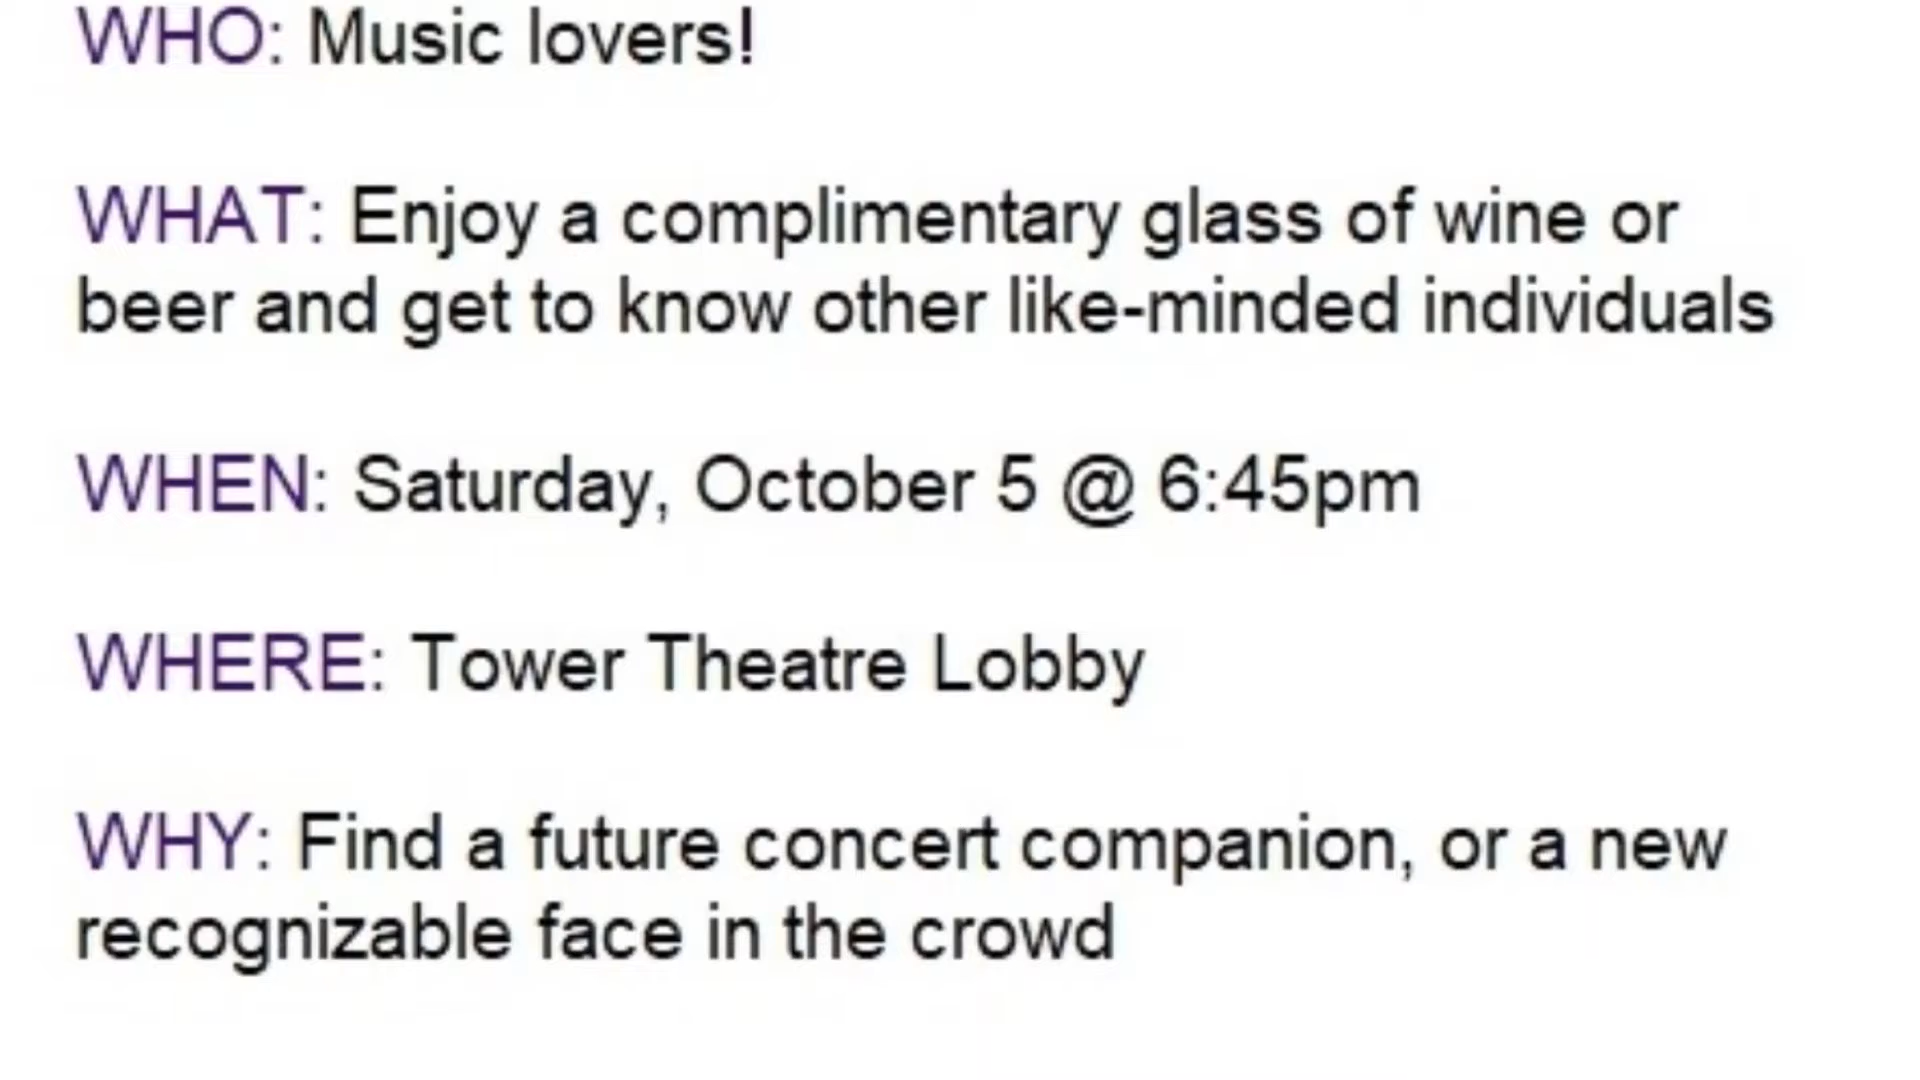 WHO: Music lovers!
WHAT: Enjoy a complimentary glass of wine or
beer and get to know other like-minded individuals
WHEN: Saturday, October 5 @ 6:45pm
WHERE: Tower Theatre Lobby
WHY: Find a future concert companion, or a new
recognizable face in the crowd